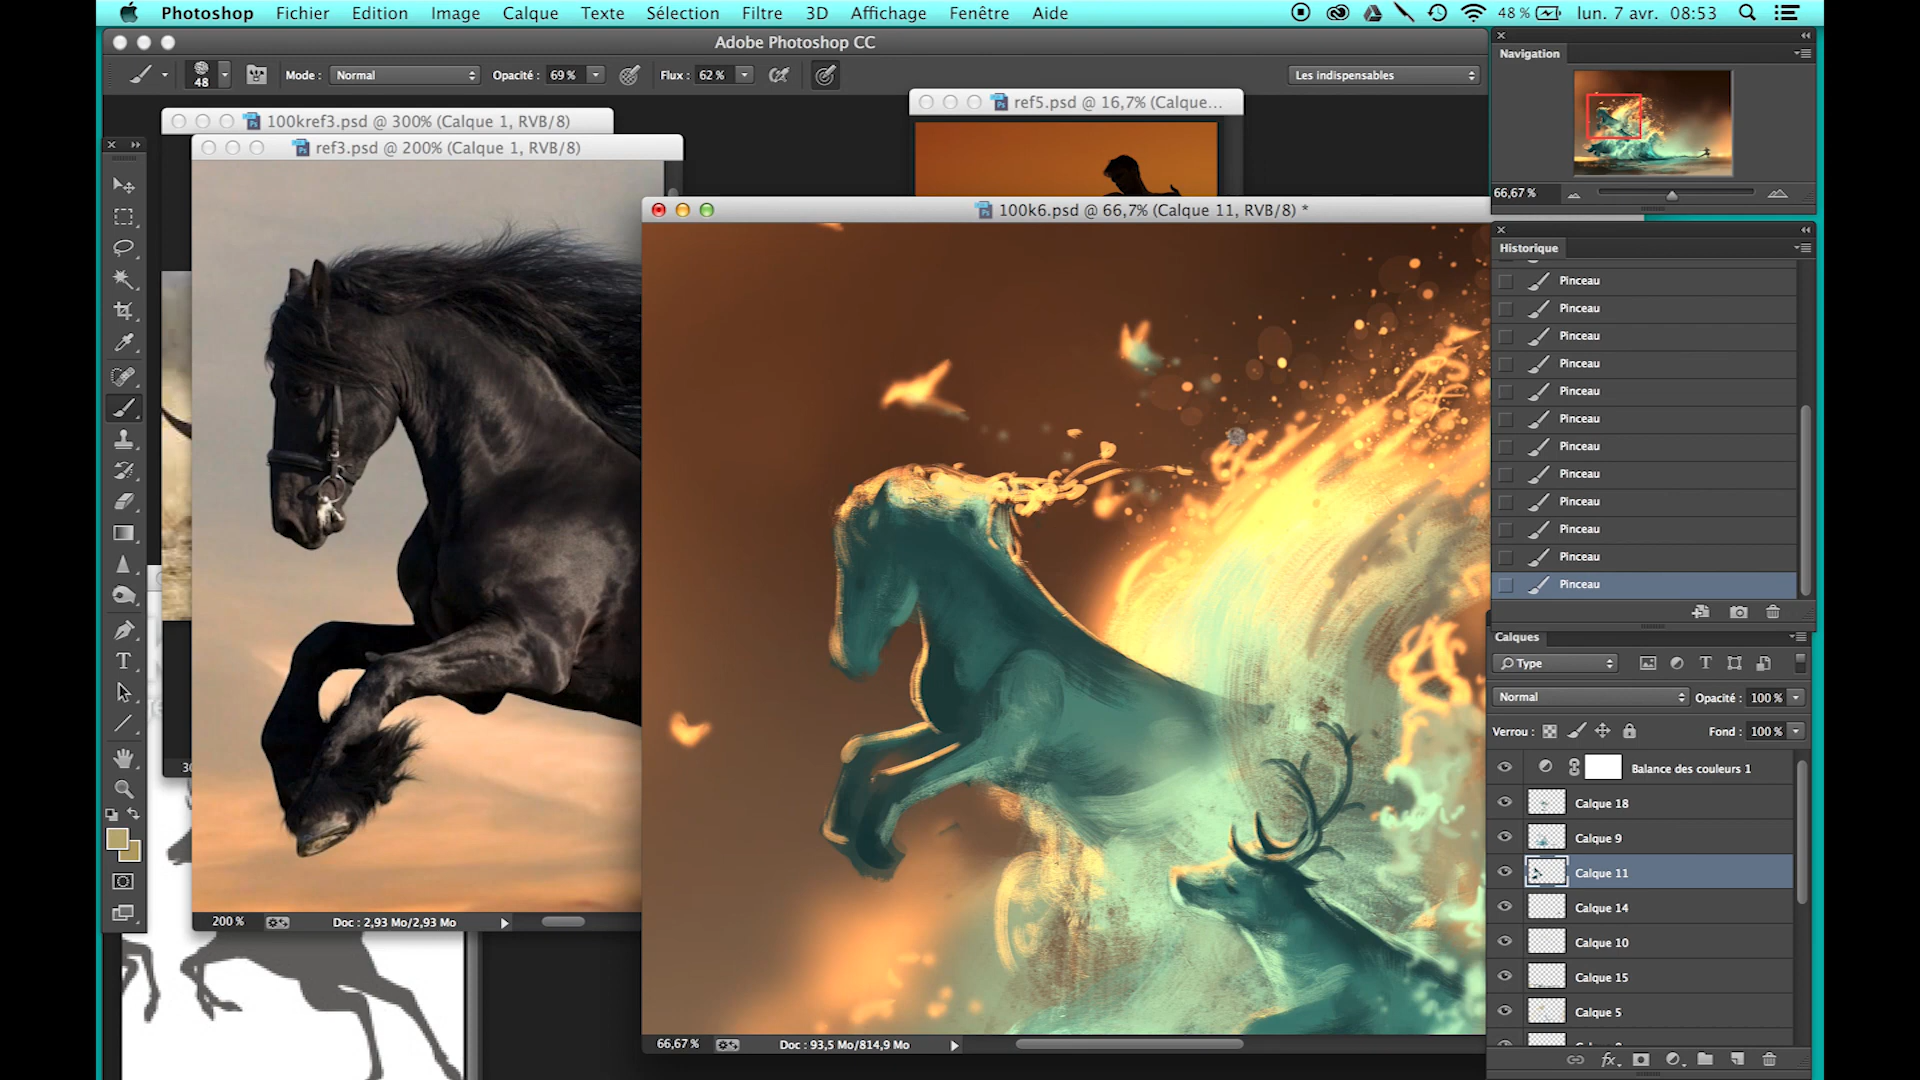 Photoshop Fichier Edition Image Calque Texte Sélection Filtre 3D Affichage Fenêtre Aide 48 % lun. 7 avr. 08:53
Adobe Photoshop CC
48 Mode : Normal Opacité : 69 % Flux : 62 % Les indispensables
100kref3.psd @ 300% (Calque 1, RVB/8)
ref3.psd @ 200% (Calque 1, RVB/8)
200 % Doc : 2,93 Mo/2,93 Mo
ref5.psd @ 16,7% (Calque...
100k6.psd @ 66,7% (Calque 11, RVB/8) *
66,67 % Doc : 93,5 Mo/814,9 Mo
Navigation
66,67 %
Historique
Pinceau
Pinceau
Pinceau
Pinceau
Pinceau
Pinceau
Pinceau
Pinceau
Pinceau
Pinceau
Pinceau
Pinceau
Calques
Type
Normal Opacité : 100 %
Verrou : Fond : 100 %
Balance des couleurs 1
Calque 18
Calque 9
Calque 11
Calque 14
Calque 10
Calque 15
Calque 5